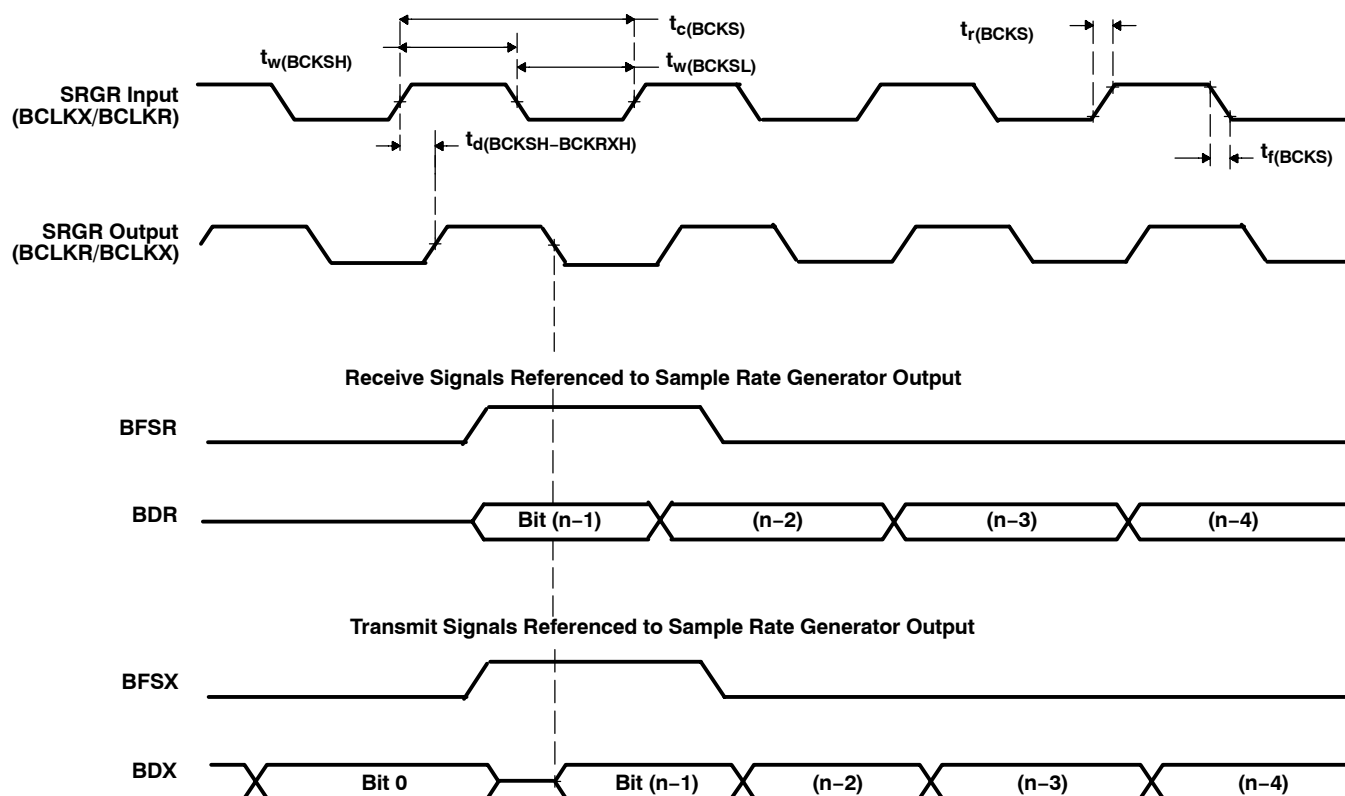 tc(BCKS)
tr(BCKS)
tw(BCKSH)
tw(BCKSL)
SRGR Input
(BCLKX/BCLKR)
td(BCKSH−BCKRXH)
tf(BCKS)
SRGR Output
(BCLKR/BCLKX)
Receive Signals Referenced to Sample Rate Generator Output
BFSR
BDR Bit (n−1) (n−2) (n−3) (n−4)
Transmit Signals Referenced to Sample Rate Generator Output
BFSX
BDX Bit 0 Bit (n−1) (n−2) (n−3) (n−4)